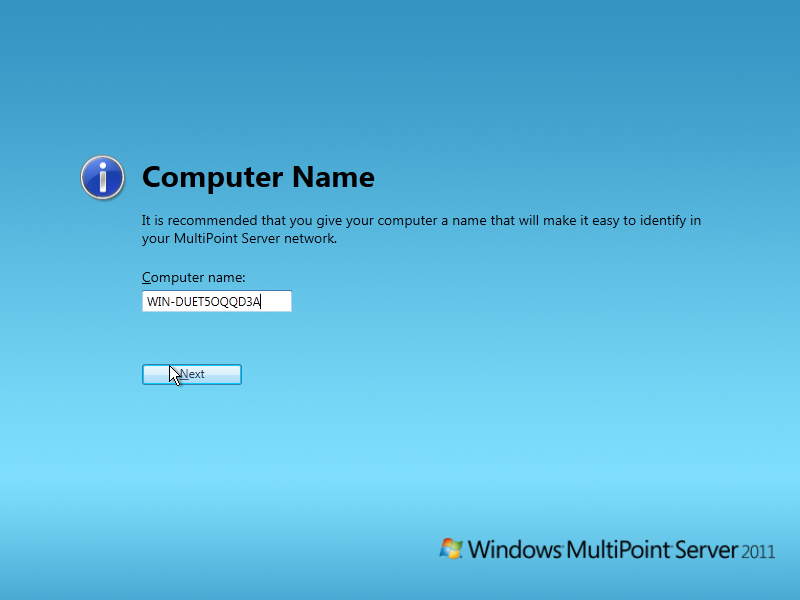 Computer Name
It is recommended that you give your computer a name that will make it easy to identify in
your MultiPoint Server network.
Computer name:
WIN-DUET5OQQD3A
Next
Windows MultiPoint Server 2011